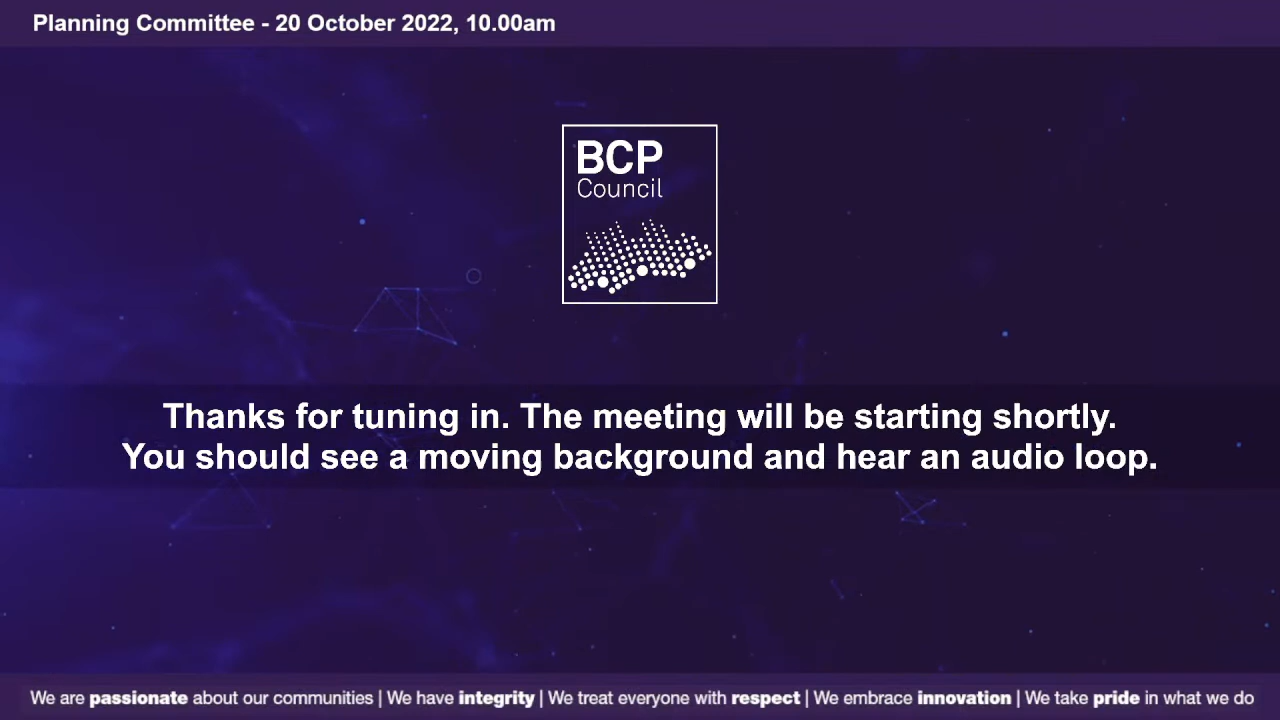 Planning Committee - 20 October 2022, 10.00am
BCP
Council
Thanks for tuning in. The meeting will be starting shortly.
You should see a moving background and hear an audio loop.
We are passionate about our communities | We have integrity | We treat everyone with respect | We embrace innovation | We take pride in what we do